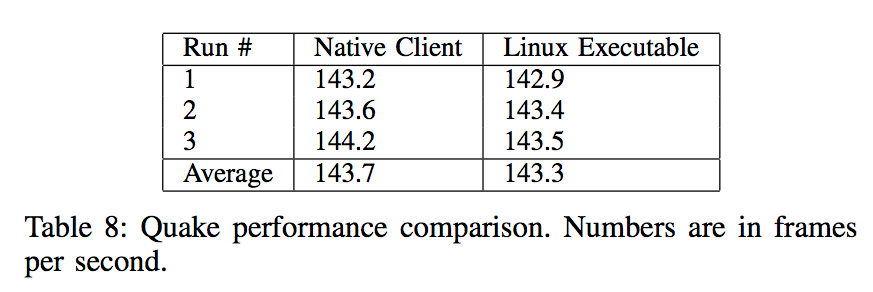 Run # Native Client Linux Executable
1 143.2 142.9
2 143.6 143.4
3 144.2 143.5
Average 143.7 143.3
Table 8: Quake performance comparison. Numbers are in frames
per second.